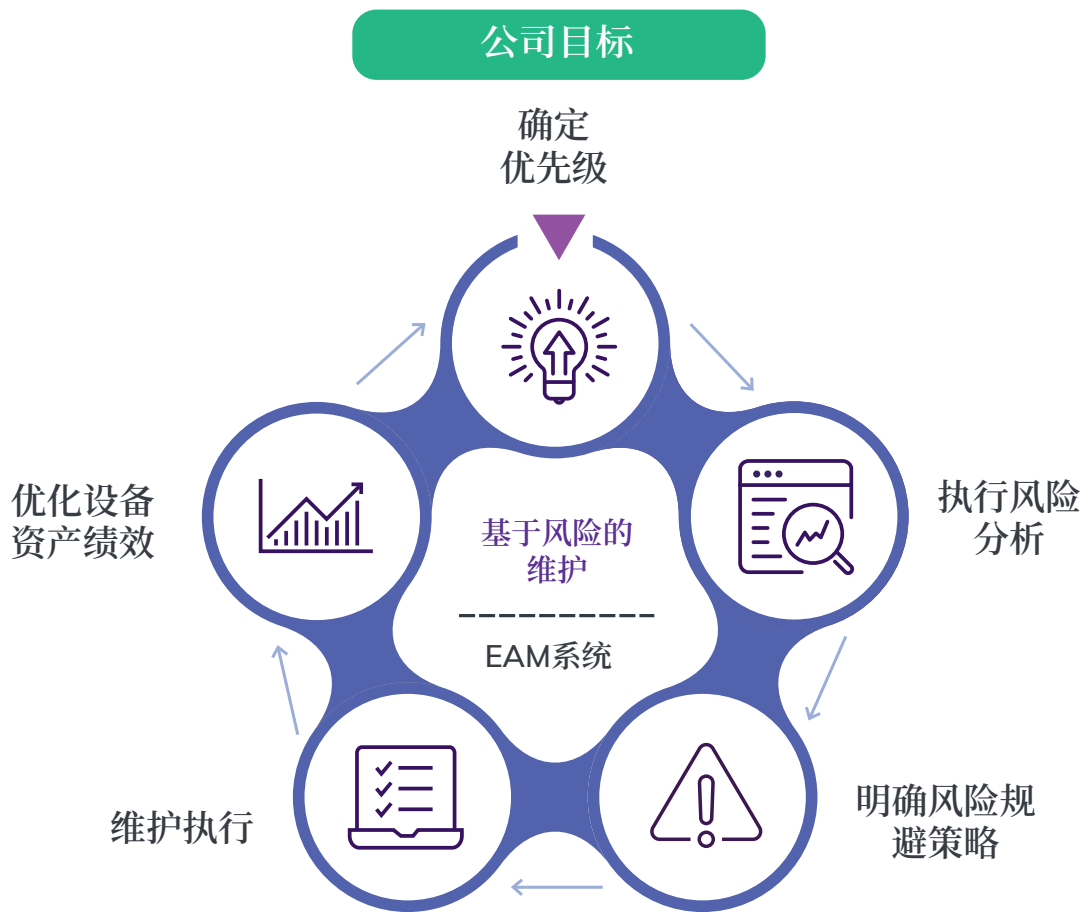 公司目标
确定
优先级
执行风险
分析
明确风险规
避策略
维护执行
优化设备
资产绩效
基于风险的
维护
EAM系统